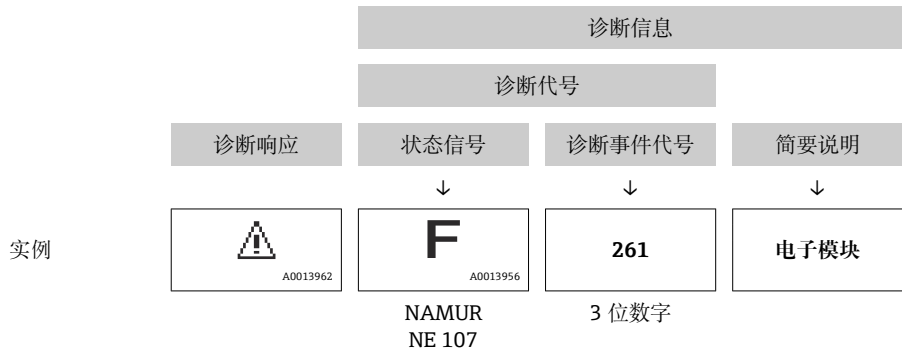 诊断信息
诊断代号
诊断响应 状态信号 诊断事件代号 简要说明
↓ ↓ ↓
实例 F 261 电子模块
A0013962 A0013956
NAMUR 3 位数字
NE 107